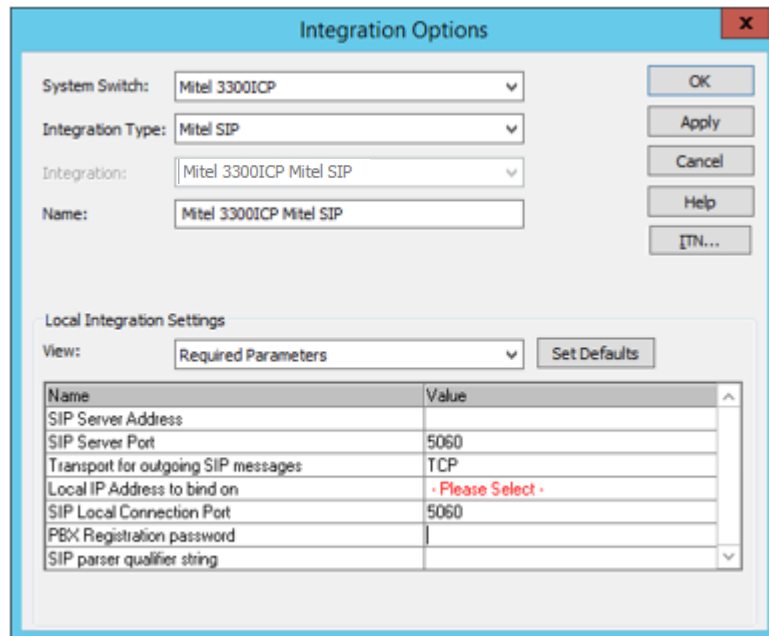 Integration Options
x
System Switch: Mitel 3300ICP
OK
Integration Type: Mitel SIP
Apply
Integration: Mitel 3300ICP Mitel SIP
Cancel
Name: Mitel 3300ICP Mitel SIP
Help
ITN...
Local Integration Settings
View: Required Parameters
Set Defaults
Name Value
SIP Server Address
SIP Server Port 5060
Transport for outgoing SIP messages TCP
Local IP Address to bind on - Please Select -
SIP Local Connection Port 5060
PBX Registration password
SIP parser qualifier string